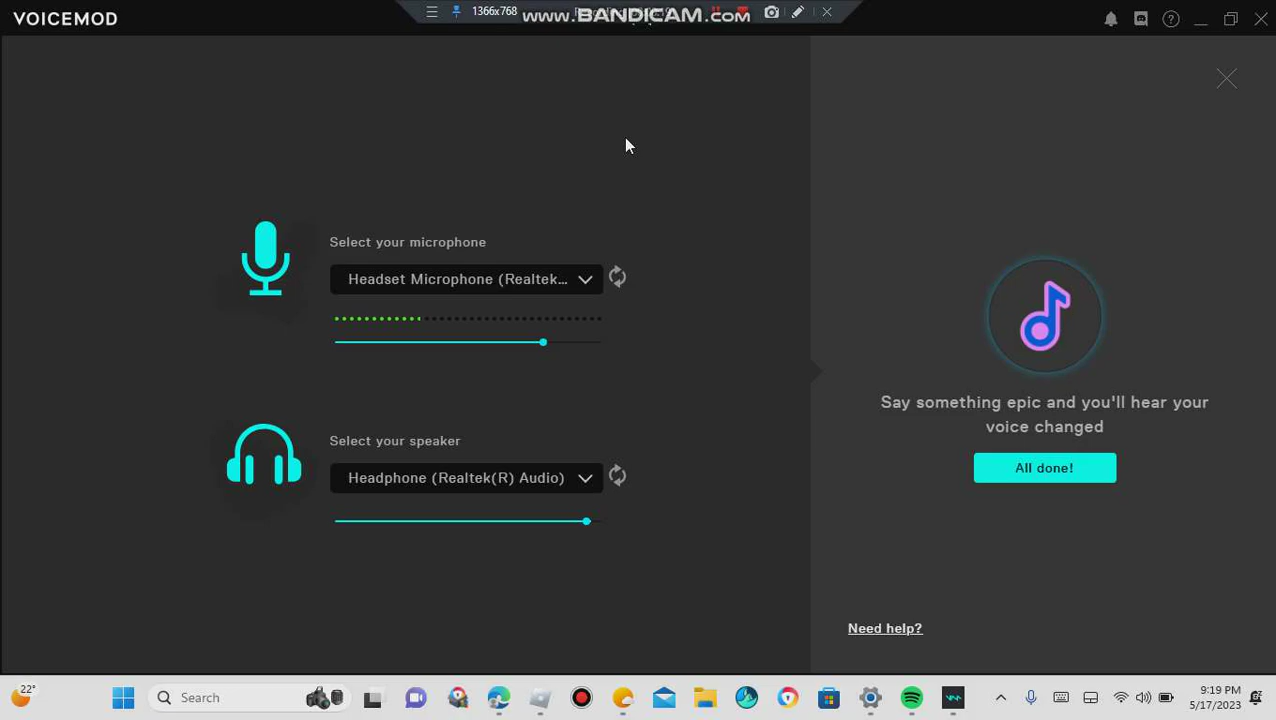 VOICEMOD
1366x768
www.BANDICAM.com
Select your microphone
Headset Microphone (Realtek...
Select your speaker
Headphone (Realtek(R) Audio)
Say something epic and you'll hear your
voice changed
All done!
Need help?
22°
Search
9:19 PM
5/17/2023